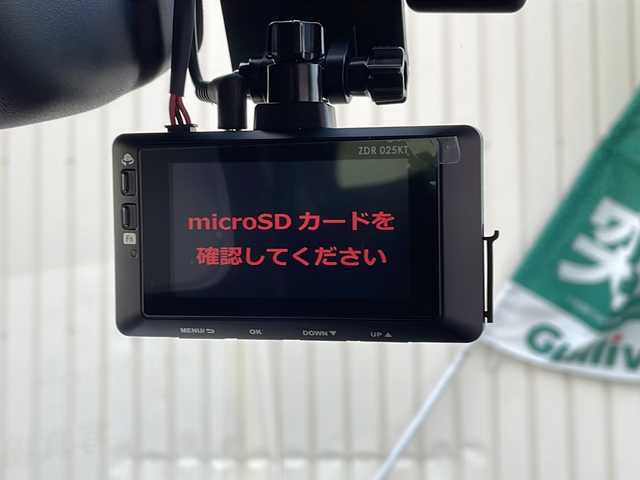 ZDR 025KT
microSD カードを
確認してください
Fn
MENU/
OK
DOWN▼
UP▲
Gulliv